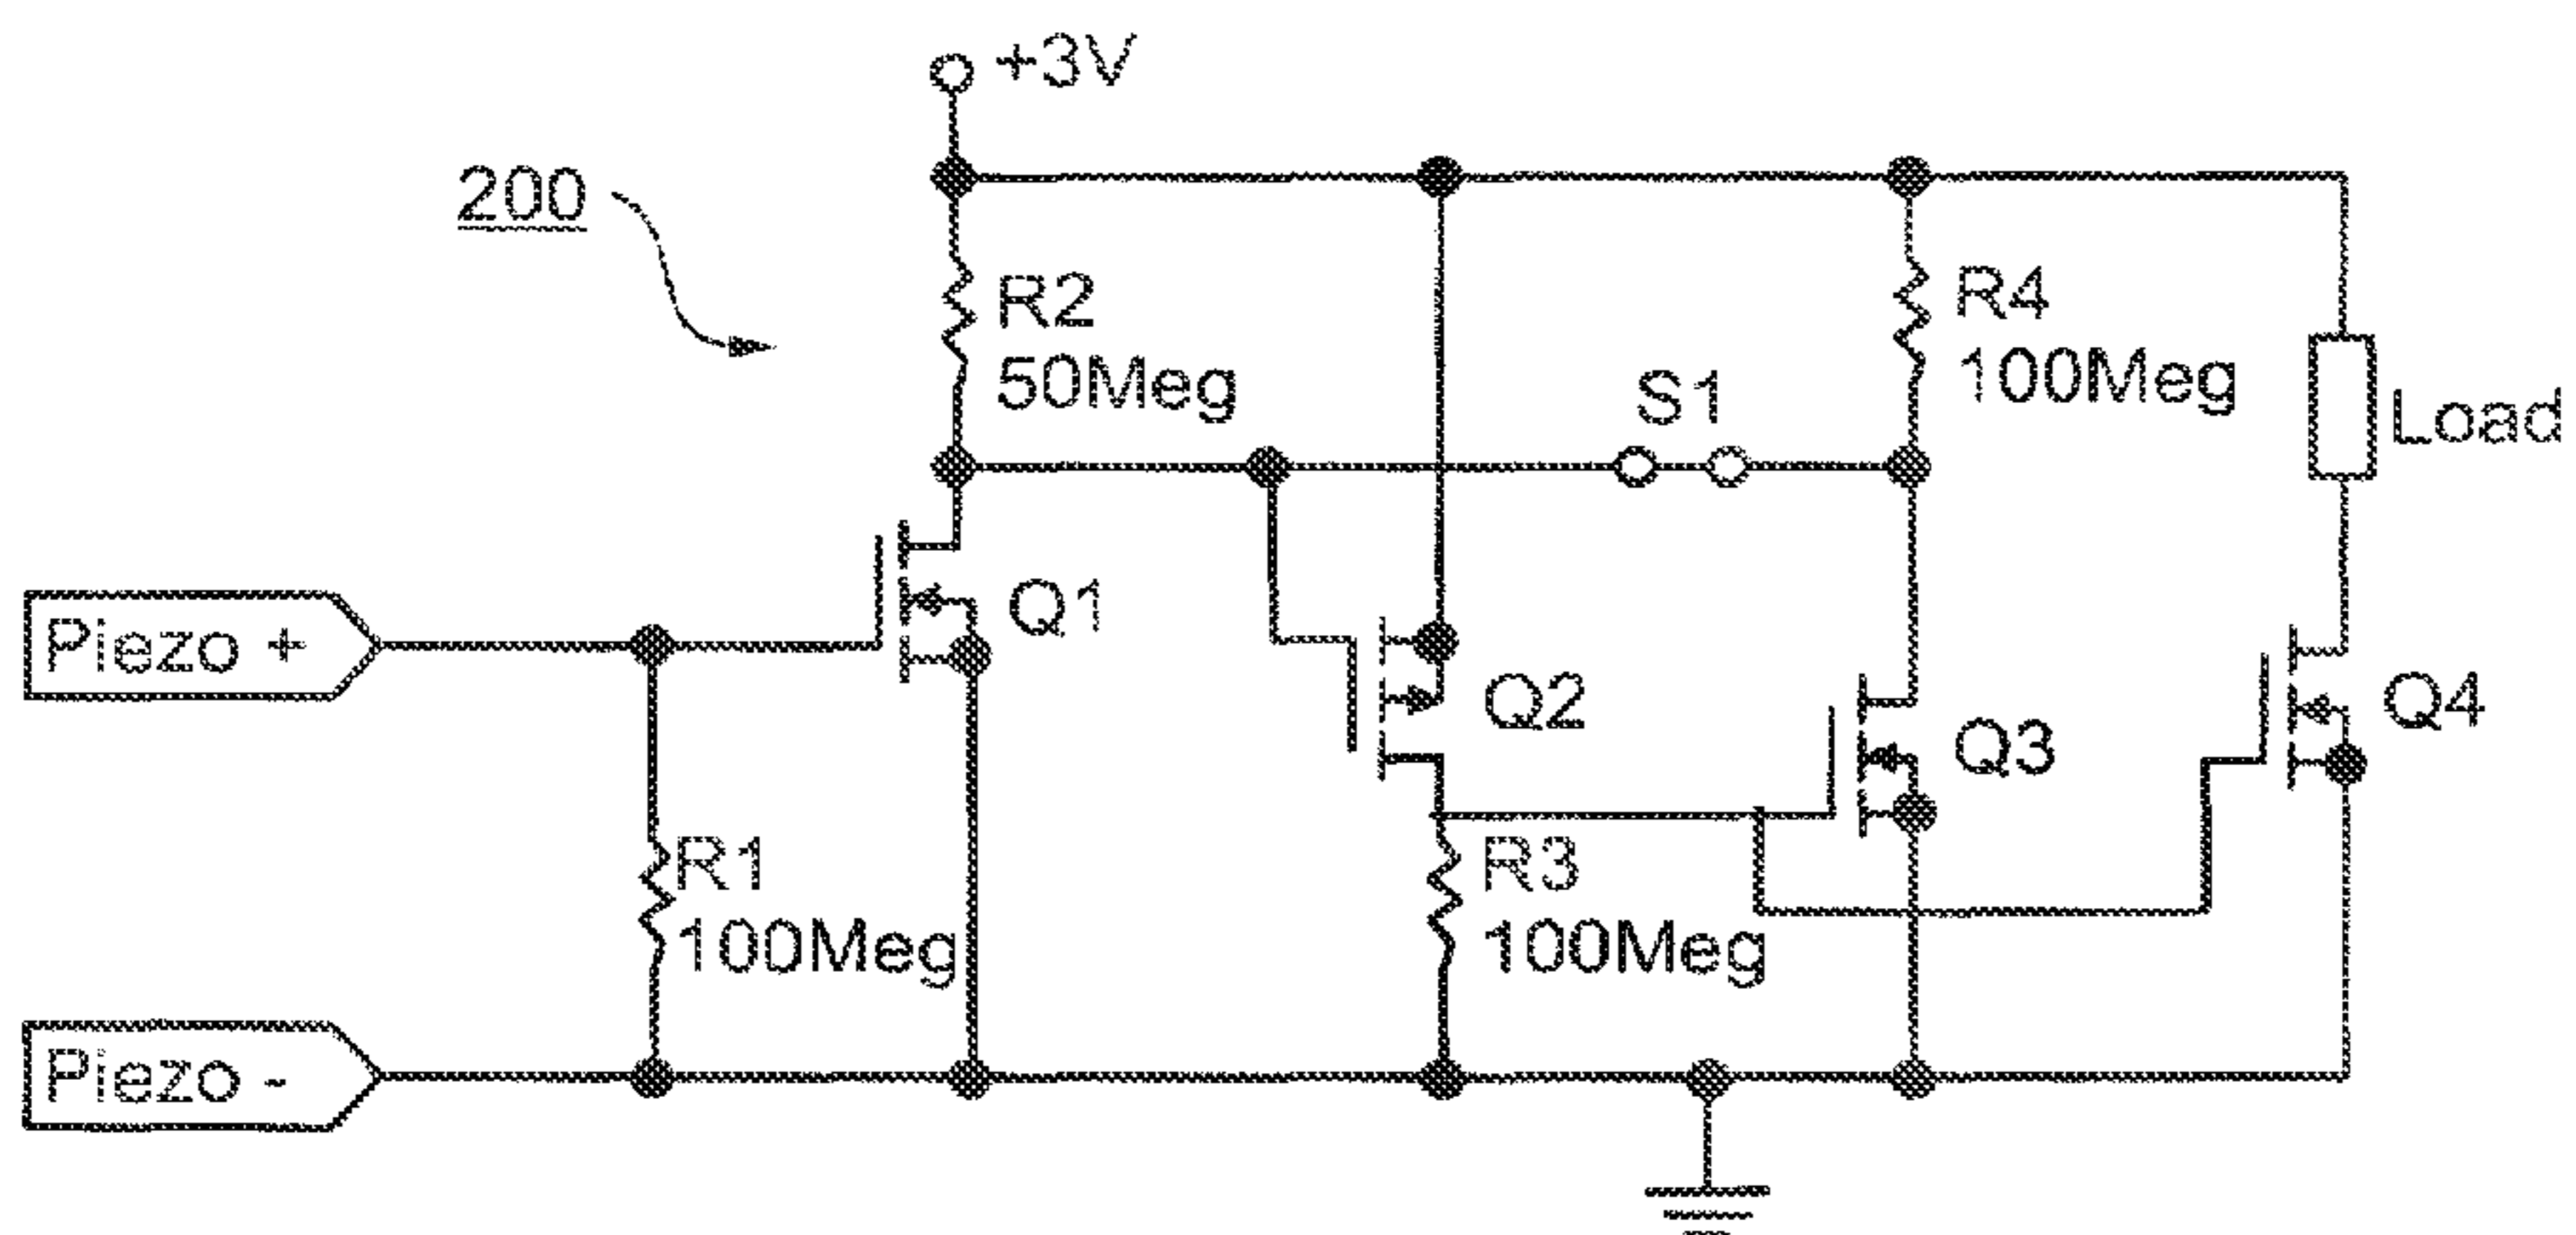 +3V
200
R2
50Meg
R4
100Meg
S1
Load
Q1
Piezo +
Q2
Q4
Q3
R1
100Meg
R3
100Meg
Piezo -